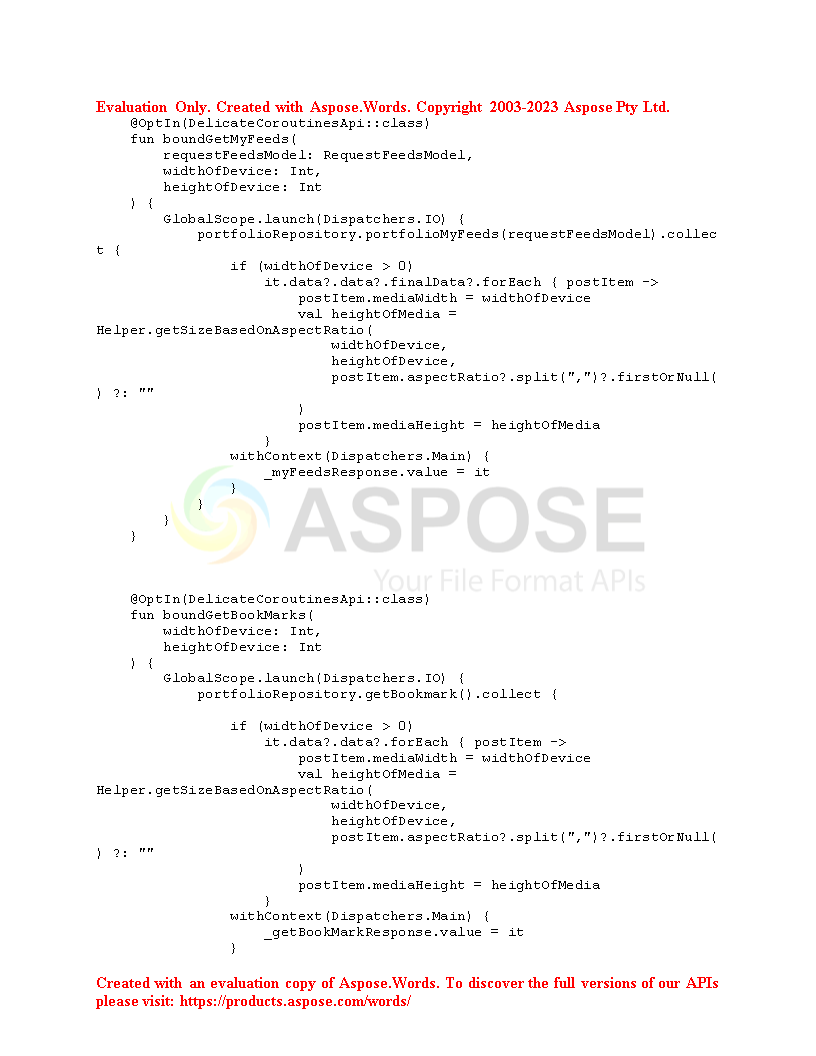 Evaluation Only. Created with Aspose.Words. Copyright 2003-2023 Aspose Pty Ltd.
    @OptIn(DelicateCoroutinesApi::class)
    fun boundGetMyFeeds(
        requestFeedsModel: RequestFeedsModel,
        widthOfDevice: Int,
        heightOfDevice: Int
    ) {
        GlobalScope.launch(Dispatchers.IO) {
            portfolioRepository.portfolioMyFeeds(requestFeedsModel).collec
t {
                if (widthOfDevice > 0)
                    it.data?.data?.finalData?.forEach { postItem ->
                        postItem.mediaWidth = widthOfDevice
                        val heightOfMedia =
Helper.getSizeBasedOnAspectRatio(
                            widthOfDevice,
                            heightOfDevice,
                            postItem.aspectRatio?.split(",")?.firstOrNull(
) ?: ""
                        )
                        postItem.mediaHeight = heightOfMedia
                    }
                withContext(Dispatchers.Main) {
                    _myFeedsResponse.value = it
                }
            }
        }
    }
ASPOSE
Your File Format APIs
    @OptIn(DelicateCoroutinesApi::class)
    fun boundGetBookMarks(
        widthOfDevice: Int,
        heightOfDevice: Int
    ) {
        GlobalScope.launch(Dispatchers.IO) {
            portfolioRepository.getBookmark().collect {
                if (widthOfDevice > 0)
                    it.data?.data?.forEach { postItem ->
                        postItem.mediaWidth = widthOfDevice
                        val heightOfMedia =
Helper.getSizeBasedOnAspectRatio(
                            widthOfDevice,
                            heightOfDevice,
                            postItem.aspectRatio?.split(",")?.firstOrNull(
) ?: ""
                        )
                        postItem.mediaHeight = heightOfMedia
                    }
                withContext(Dispatchers.Main) {
                    _getBookMarkResponse.value = it
                }
Created with an evaluation copy of Aspose.Words. To discover the full versions of our APIs
please visit: https://products.aspose.com/words/